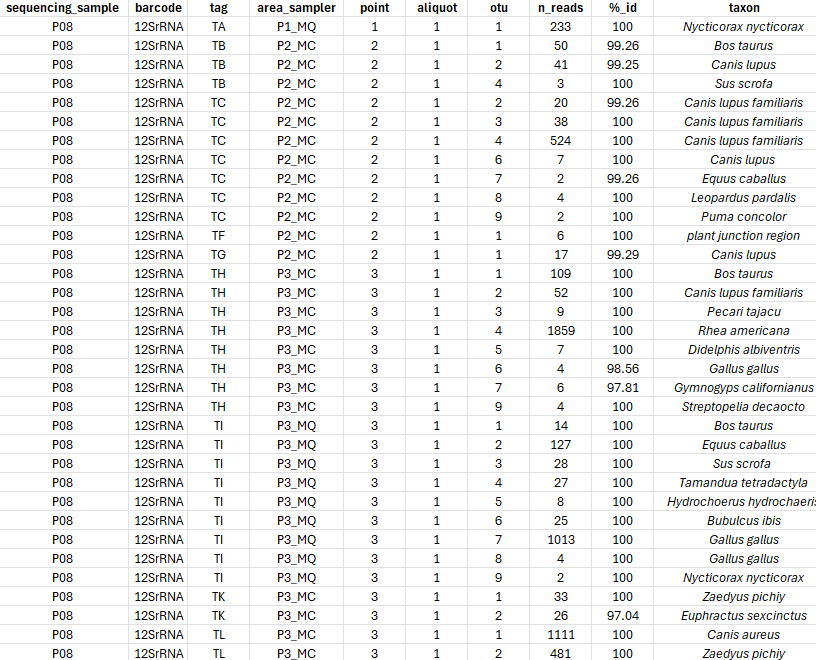 sequencing_sample barcode tag area_sampler point aliquot otu n_reads %_id taxon
P08 12SrRNA TA P1_MQ 1 1 1 233 100 Nycticorax nycticorax
P08 12SrRNA TB P2_MC 2 1 1 50 99.26 Bos taurus
P08 12SrRNA TB P2_MC 2 1 2 41 99.25 Canis lupus
P08 12SrRNA TB P2_MC 2 1 4 3 100 Sus scrofa
P08 12SrRNA TC P2_MC 2 1 2 20 99.26 Canis lupus familiaris
P08 12SrRNA TC P2_MC 2 1 3 38 100 Canis lupus familiaris
P08 12SrRNA TC P2_MC 2 1 4 524 100 Canis lupus familiaris
P08 12SrRNA TC P2_MC 2 1 6 7 100 Canis lupus
P08 12SrRNA TC P2_MC 2 1 7 2 99.26 Equus caballus
P08 12SrRNA TC P2_MC 2 1 8 4 100 Leopardus pardalis
P08 12SrRNA TC P2_MC 2 1 9 2 100 Puma concolor
P08 12SrRNA TF P2_MC 2 1 1 6 100 plant junction region
P08 12SrRNA TG P2_MC 2 1 1 17 99.29 Canis lupus
P08 12SrRNA TH P3_MC 3 1 1 109 100 Bos taurus
P08 12SrRNA TH P3_MC 3 1 2 52 100 Canis lupus familiaris
P08 12SrRNA TH P3_MC 3 1 3 9 100 Pecari tajacu
P08 12SrRNA TH P3_MC 3 1 4 1859 100 Rhea americana
P08 12SrRNA TH P3_MC 3 1 5 7 100 Didelphis albiventris
P08 12SrRNA TH P3_MC 3 1 6 4 98.56 Gallus gallus
P08 12SrRNA TH P3_MC 3 1 7 6 97.81 Gymnogyps californianus
P08 12SrRNA TH P3_MC 3 1 9 4 100 Streptopelia decaocto
P08 12SrRNA TI P3_MQ 3 1 1 14 100 Bos taurus
P08 12SrRNA TI P3_MQ 3 1 2 127 100 Equus caballus
P08 12SrRNA TI P3_MQ 3 1 3 28 100 Sus scrofa
P08 12SrRNA TI P3_MQ 3 1 4 27 100 Tamandua tetradactyla
P08 12SrRNA TI P3_MQ 3 1 5 8 100 Hydrochoerus hydrochaeris
P08 12SrRNA TI P3_MQ 3 1 6 25 100 Bubulcus ibis
P08 12SrRNA TI P3_MQ 3 1 7 1013 100 Gallus gallus
P08 12SrRNA TI P3_MQ 3 1 8 4 100 Gallus gallus
P08 12SrRNA TI P3_MQ 3 1 9 2 100 Nycticorax nycticorax
P08 12SrRNA TK P3_MC 3 1 1 33 100 Zaedyus pichiy
P08 12SrRNA TK P3_MC 3 1 2 26 97.04 Euphractus sexcinctus
P08 12SrRNA TL P3_MC 3 1 1 1111 100 Canis aureus
P08 12SrRNA TL P3_MC 3 1 2 481 100 Zaedyus pichiy